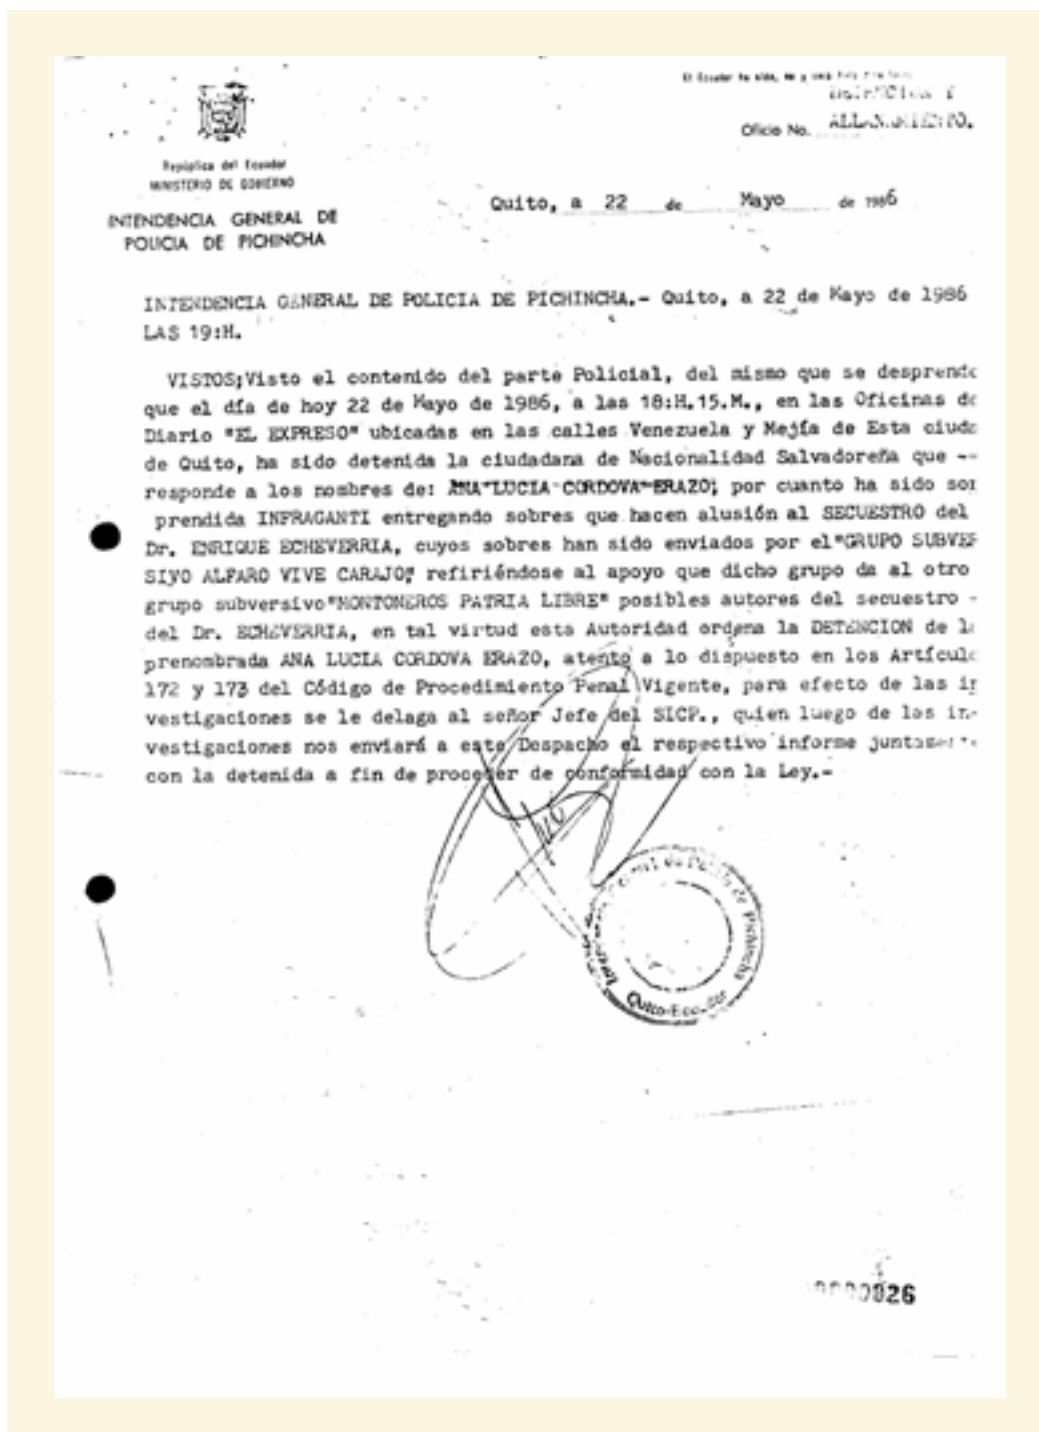 El Ecuador ha sido, es y será
ALLANAMIENTO.
Oficio No.
República del Ecuador
MINISTERIO DE GOBIERNO
INTENDENCIA GENERAL DE
POLICIA DE PICHINCHA
Quito, a 22 de Mayo de 1986
INTENDENCIA GENERAL DE POLICIA DE PICHINCHA.- Quito, a 22 de Mayo de 1986
LAS 19:H.
VISTOS;Visto el contenido del parte Policial, del mismo que se desprende
que el día de hoy 22 de Mayo de 1986, a las 18:H.15.M., en las Oficinas de
Diario "EL EXPRESO" ubicadas en las calles Venezuela y Mejía de Esta ciuda
de Quito, ha sido detenida la ciudadana de Nacionalidad Salvadoreña que --
responde a los nombres de: ANA LUCIA CORDOVA ERAZO; por cuanto ha sido sor
prendida INFRAGANTI entregando sobres que hacen alusión al SECUESTRO del
Dr. ENRIQUE ECHEVERRIA, cuyos sobres han sido enviados por el "GRUPO SUBVER
SIVO ALFARO VIVE CARAJO" refiriéndose al apoyo que dicho grupo da al otro
grupo subversivo "MONTONEROS PATRIA LIBRE" posibles autores del secuestro -
del Dr. ECHEVERRIA, en tal virtud esta Autoridad ordena la DETENCION de la
prenombrada ANA LUCIA CORDOVA ERAZO, atento a lo dispuesto en los Artículo
172 y 173 del Código de Procedimiento Penal Vigente, para efecto de las in
vestigaciones se le delaga al señor Jefe del SICP., quien luego de las in-
vestigaciones nos enviará a este Despacho el respectivo informe juntamente
con la detenida a fin de proceder de conformidad con la Ley.-
de Pichincha
Quito-Ecuador
026